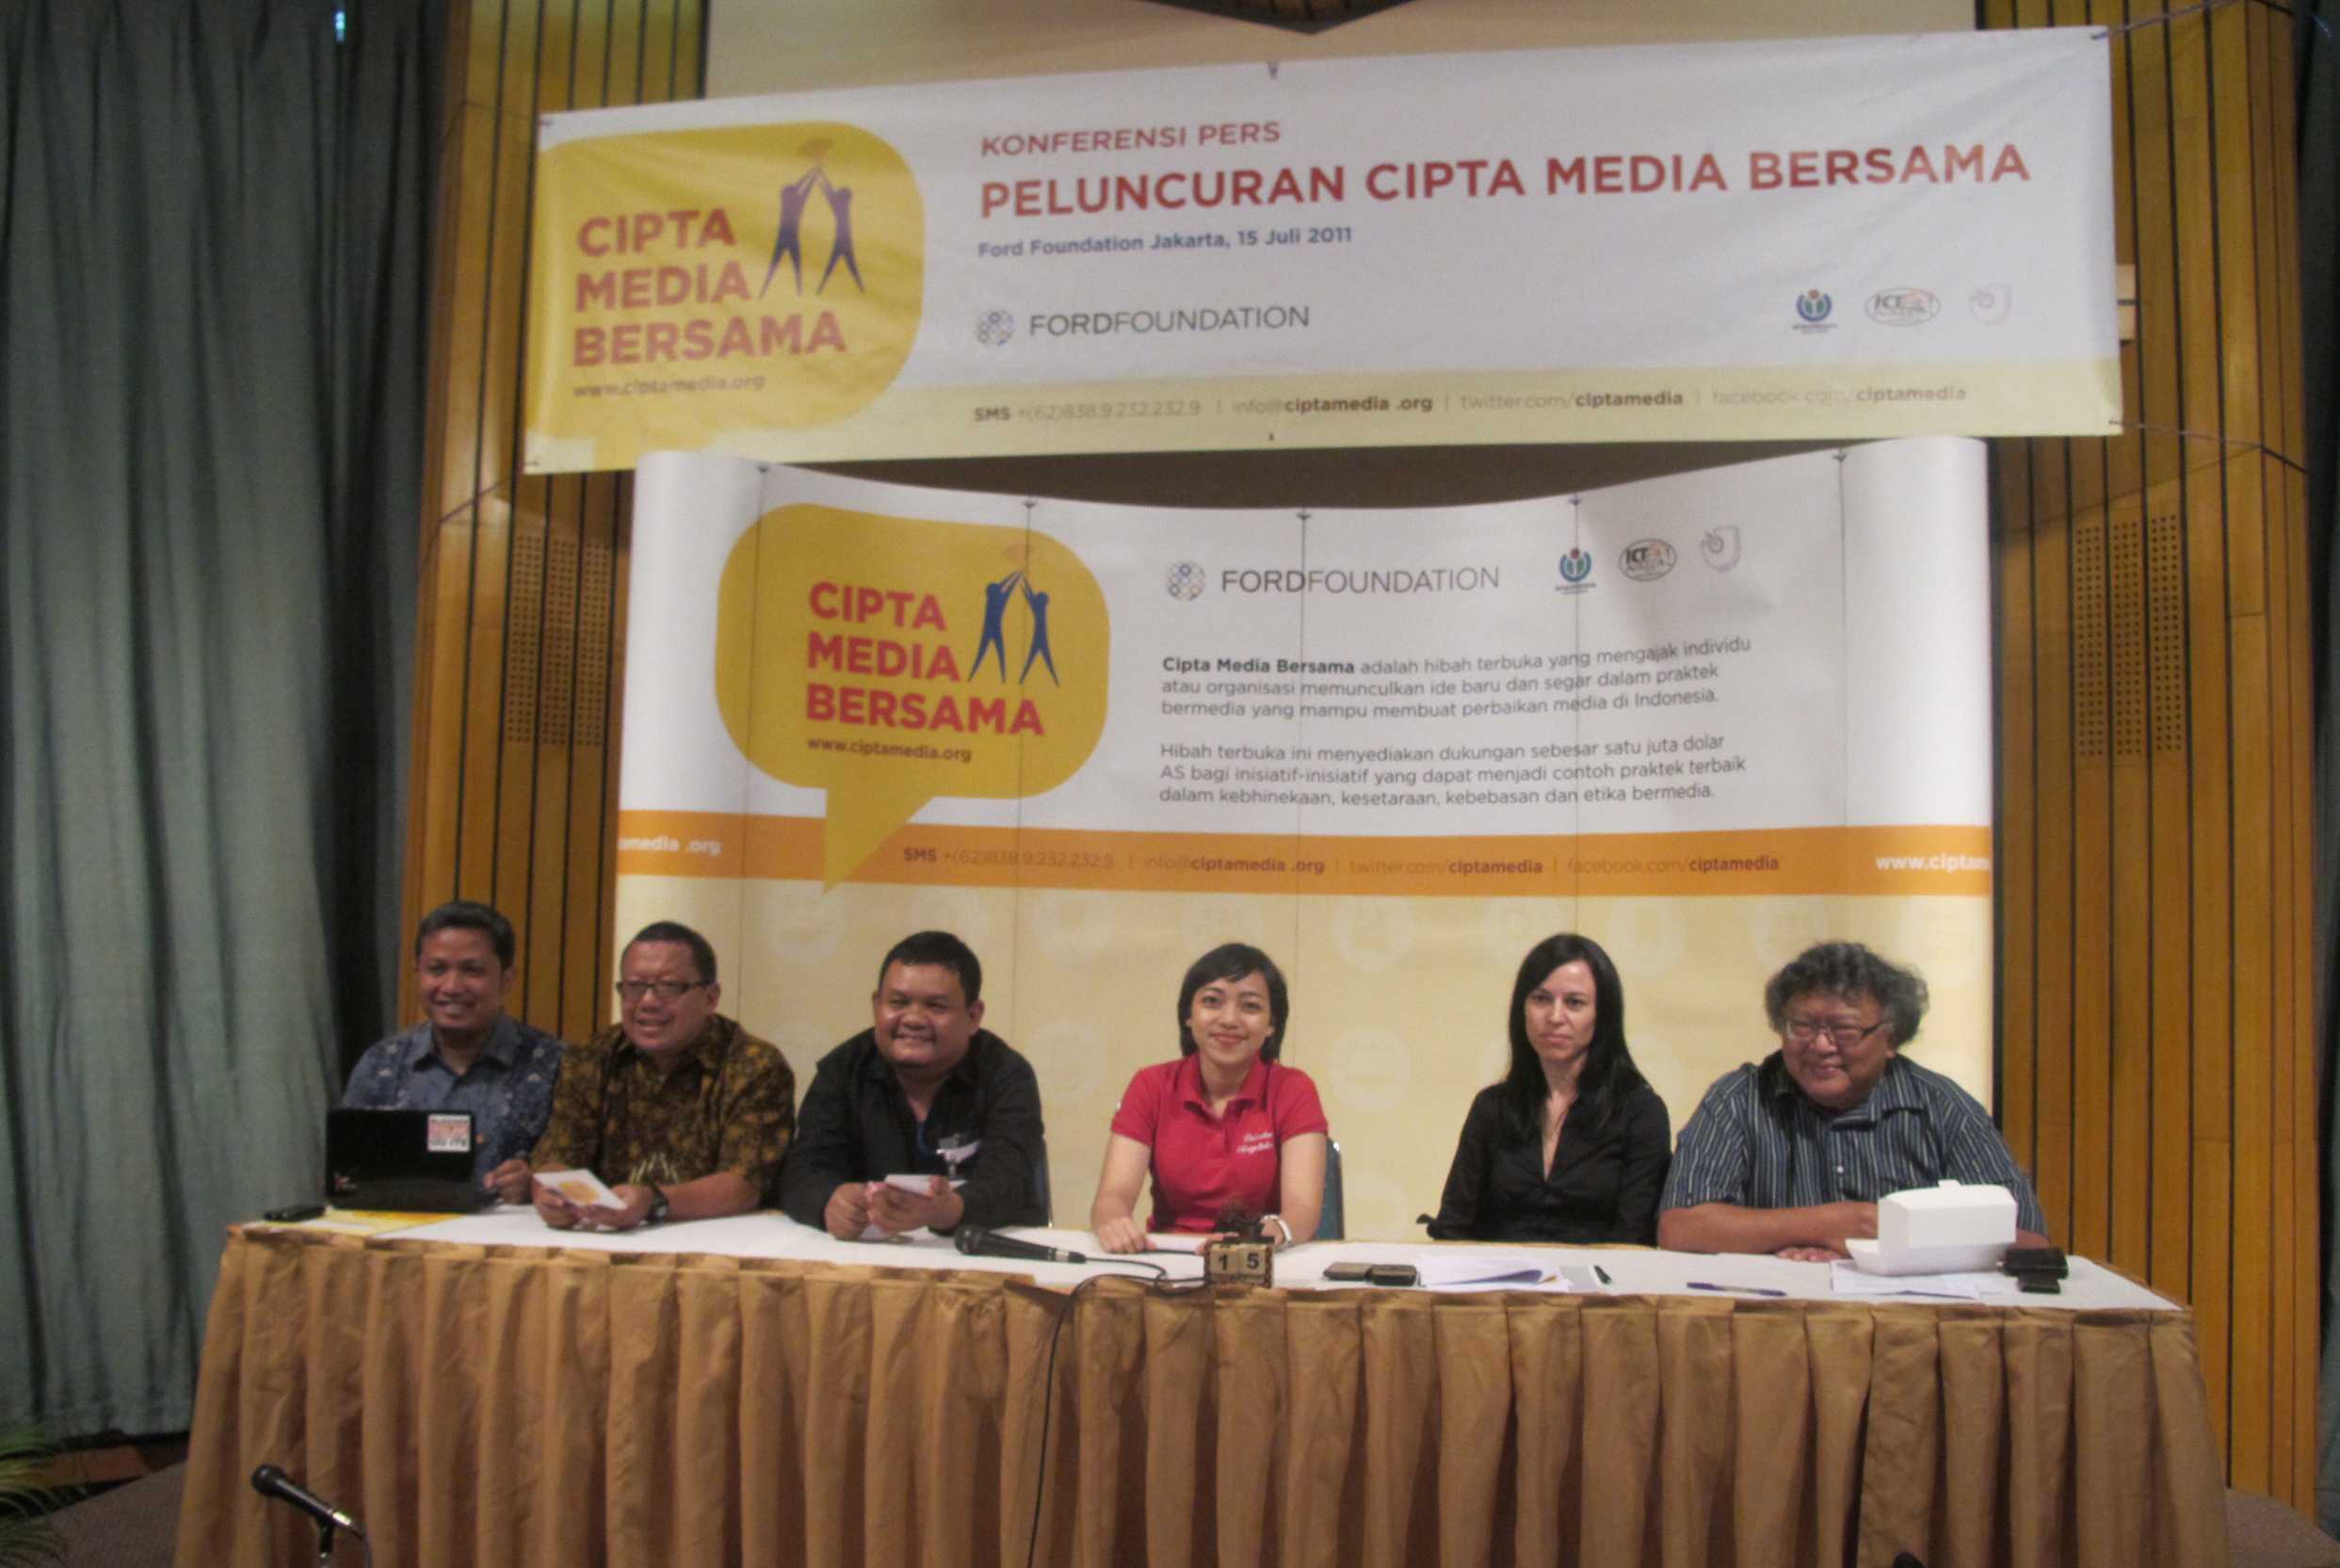 CIPTA
MEDIA
BERSAMA
www.ciptamedia.org
KONFERENSI PERS
PELUNCURAN CIPTA MEDIA BERSAMA
Ford Foundation Jakarta, 15 Juli 2011
FORDFOUNDATION
ICT
SMS +(62)838.9.232.232.9 | info@ciptamedia .org | twitter.com/ciptamedia | facebook.com/ciptamedia
CIPTA
MEDIA
BERSAMA
www.ciptamedia.org
FORDFOUNDATION
ICT
Cipta Media Bersama adalah hibah terbuka yang mengajak individu
atau organisasi memunculkan ide baru dan segar dalam praktek
bermedia yang mampu membuat perbaikan media di Indonesia.
Hibah terbuka ini menyediakan dukungan sebesar satu juta dolar
AS bagi inisiatif-inisiatif yang dapat menjadi contoh praktek terbaik
dalam kebhinekaan, kesetaraan, kebebasan dan etika bermedia.
amedia .org
SMS +(62)838.9.232.232.9 | info@ciptamedia .org | twitter.com/ciptamedia | facebook.com/ciptamedia
www.ciptam
1 5